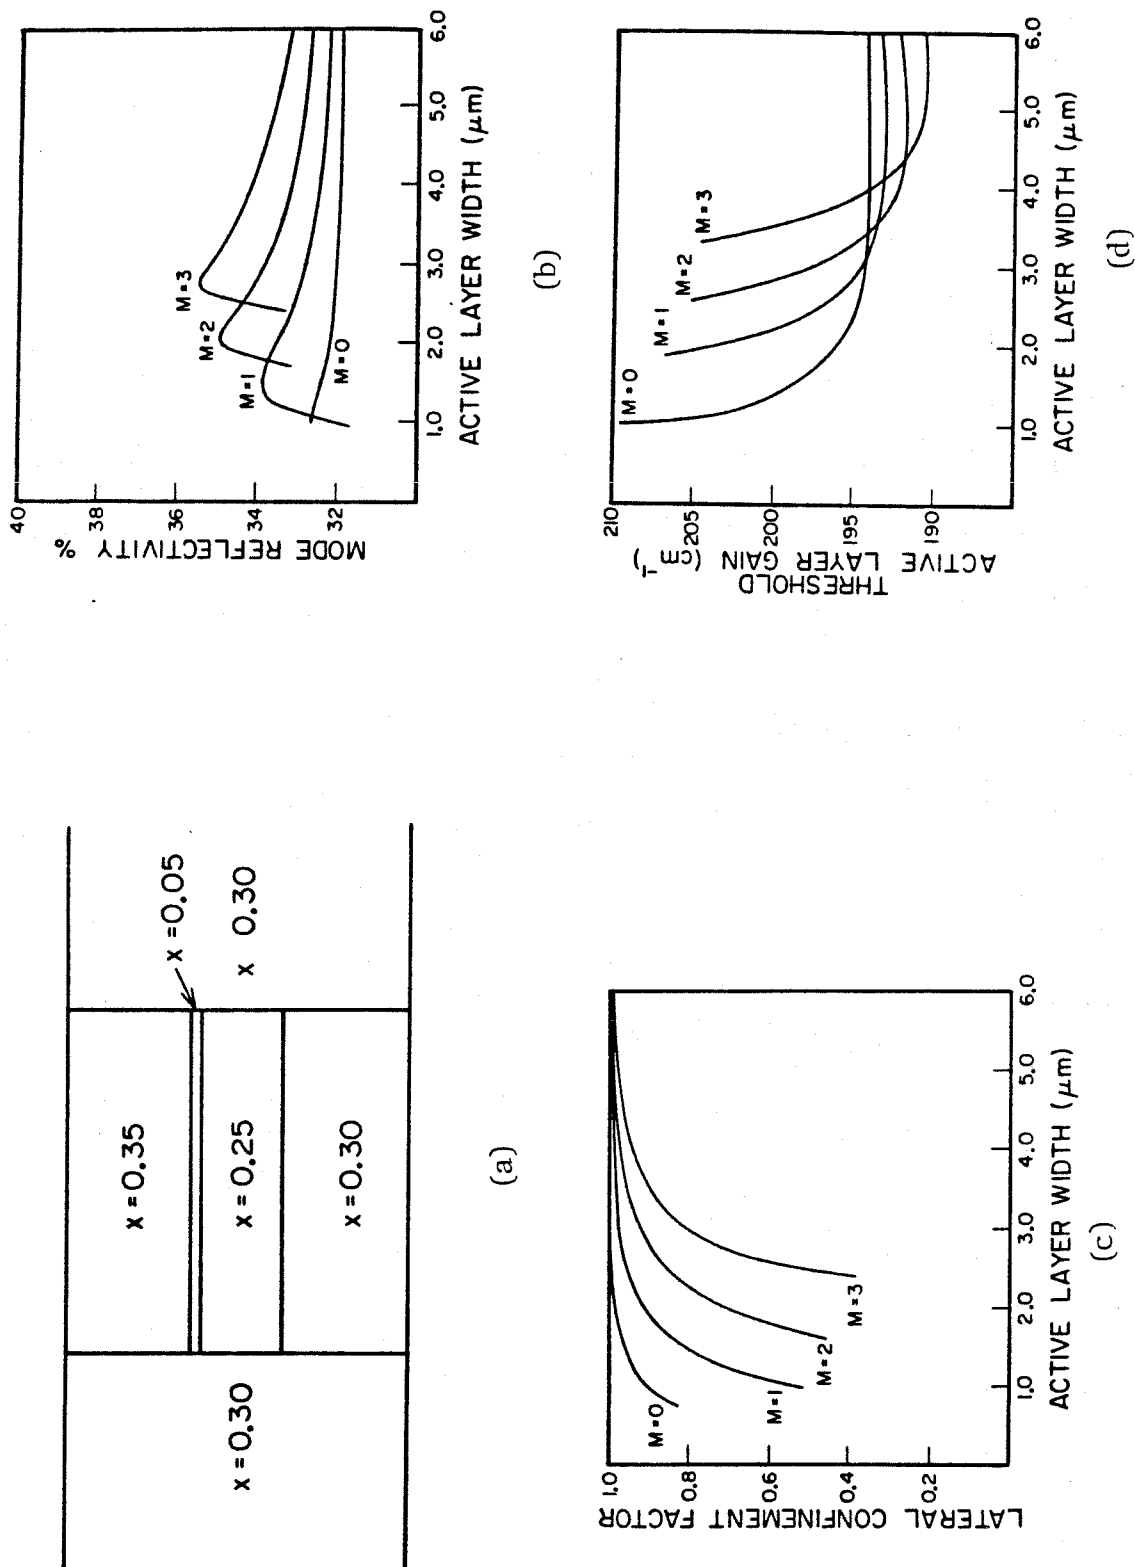 x = 0.35
x = 0.05
x = 0.30
x = 0.25
x 0.30
x = 0.30
(a)
MODE REFLECTIVITY %
40
38
36
34
32
M = 3
M = 2
M = 1
M = 0
1.0 2.0 3.0 4.0 5.0 6.0
ACTIVE LAYER WIDTH (μm)
(b)
LATERAL CONFINEMENT FACTOR
1.0
0.8
0.6
0.4
0.2
M = 0
M = 1
M = 2
M = 3
1.0 2.0 3.0 4.0 5.0 6.0
ACTIVE LAYER WIDTH (μm)
(c)
THRESHOLD
ACTIVE LAYER GAIN (cm⁻¹)
210
205
200
195
190
M = 0
M = 1
M = 2
M = 3
1.0 2.0 3.0 4.0 5.0 6.0
ACTIVE LAYER WIDTH (μm)
(d)